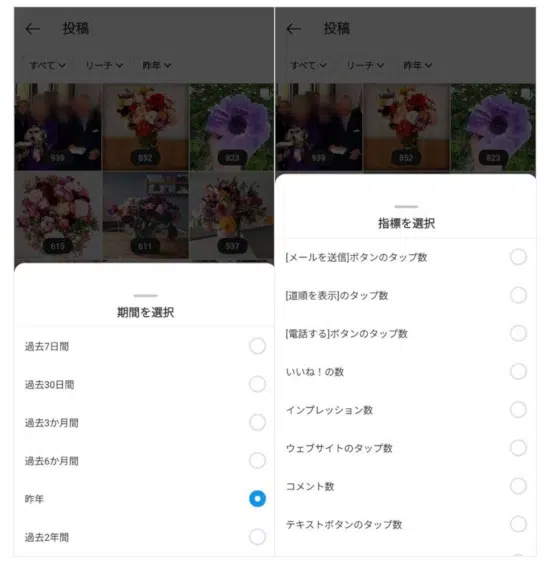 投稿
すべて リーチ 昨年
939 852 823
615 611 537
期間を選択
過去7日間
過去30日間
過去3か月間
過去6か月間
昨年
過去2年間
投稿
すべて リーチ 昨年
939 852 823
指標を選択
[メールを送信]ボタンのタップ数
[道順を表示]のタップ数
[電話する]ボタンのタップ数
いいね！の数
インプレッション数
ウェブサイトのタップ数
コメント数
テキストボタンのタップ数